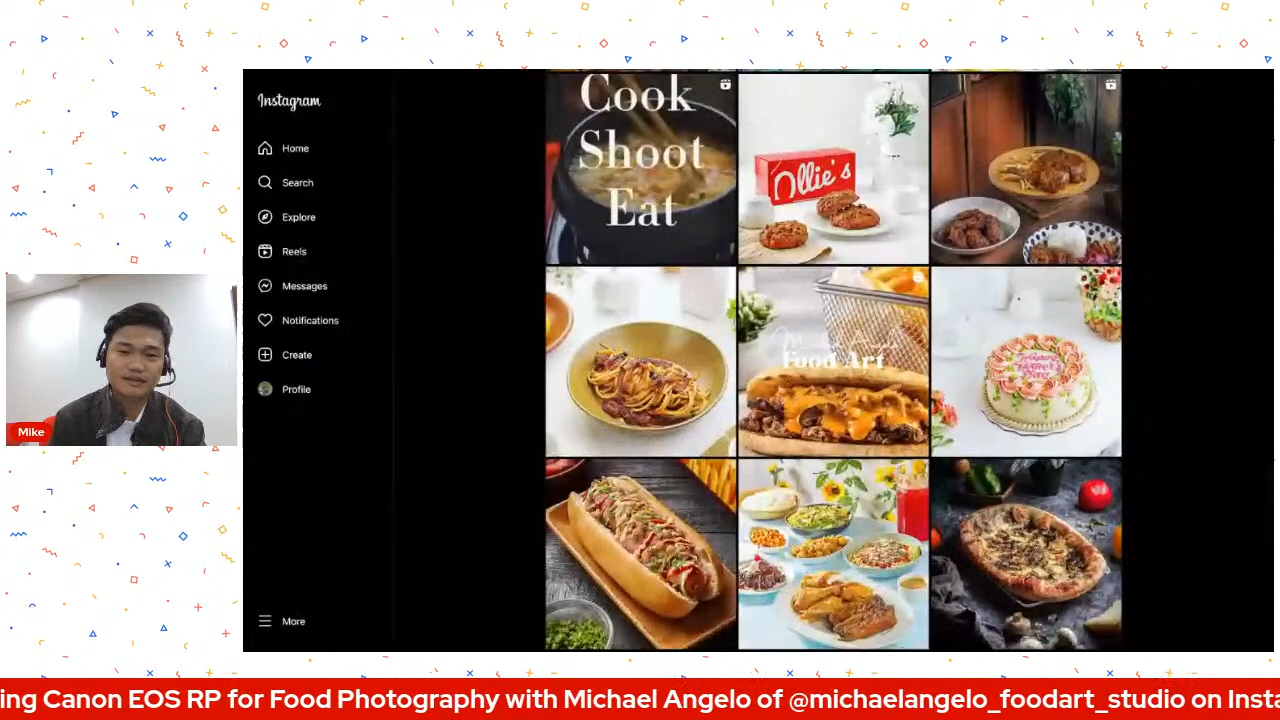 Instagram
Home
Search
Explore
Reels
Messages
Notifications
Create
Profile
More
Cook
Shoot
Eat
Ollie's
Food Art
Mike
ing Canon EOS RP for Food Photography with Michael Angelo of @michaelangelo_foodart_studio on Insta